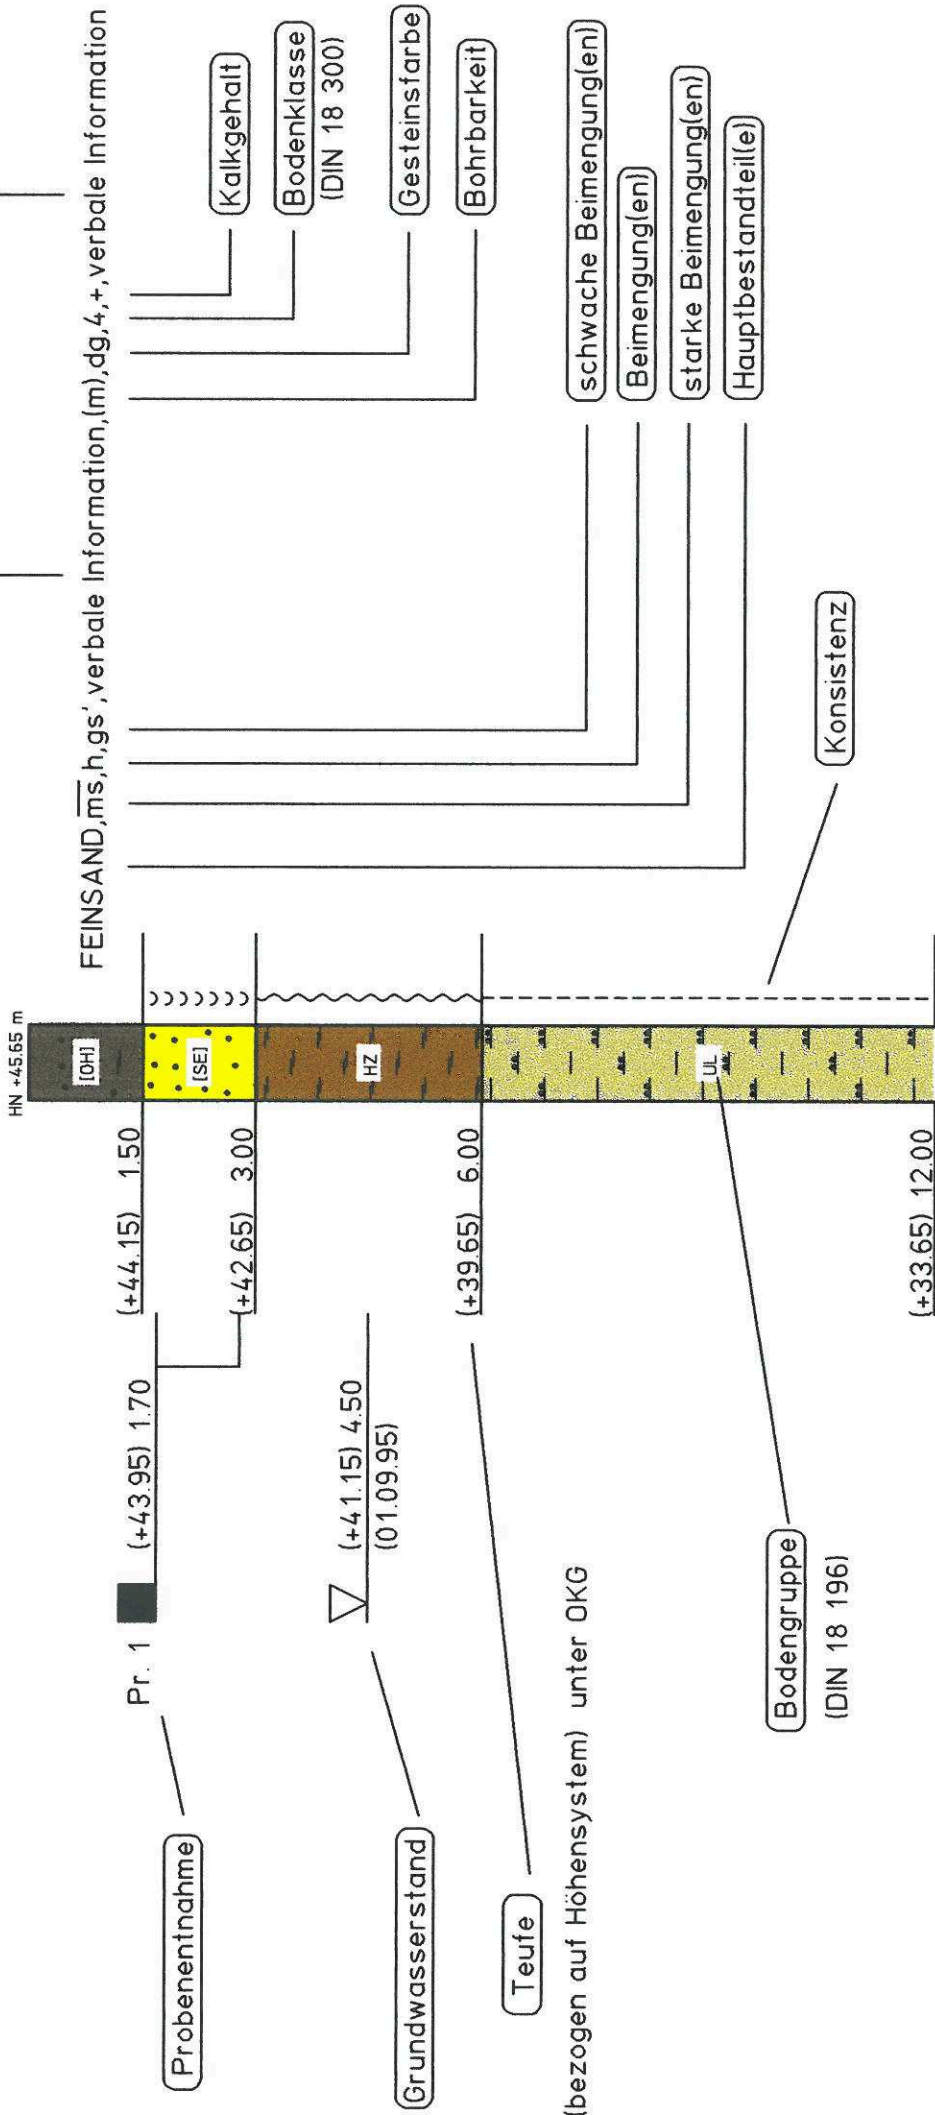 HN +45.65 m
[OH]
[SE]
HZ
UL
(+44.15) 1.50
(+42.65) 3.00
(+39.65) 6.00
(+33.65) 12.00
Pr. 1
(+43.95) 1.70
(+41.15) 4.50
(01.09.95)
Probenentnahme
Grundwasserstand
Teufe
(bezogen auf Höhensystem) unter OKG
Bodengruppe
(DIN 18 196)
Konsistenz
FEINSAND,m̅s̅,h,gs',verbale Information,(m),dg,4,+,verbale Information
Kalkgehalt
Bodenklasse
(DIN 18 300)
Gesteinsfarbe
Bohrbarkeit
schwache Beimengung(en)
Beimengung(en)
starke Beimengung(en)
Hauptbestandteil(e)